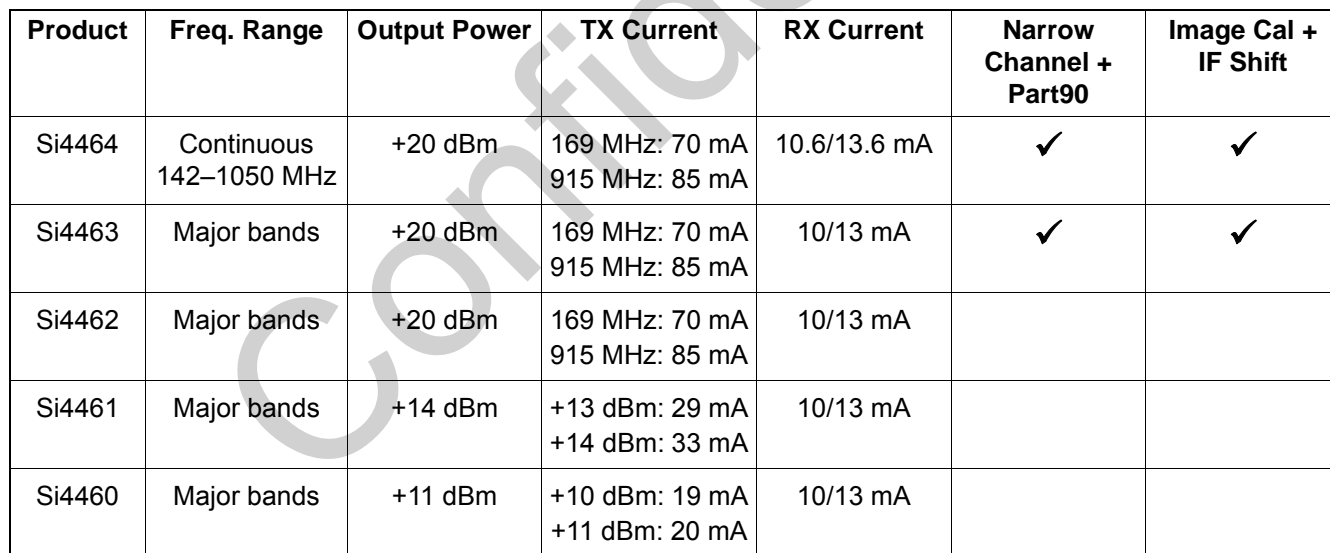 Product Freq. Range Output Power TX Current RX Current Narrow Channel + Part90 Image Cal + IF Shift
Si4464 Continuous 142–1050 MHz +20 dBm 169 MHz: 70 mA 915 MHz: 85 mA 10.6/13.6 mA ✓ ✓
Si4463 Major bands +20 dBm 169 MHz: 70 mA 915 MHz: 85 mA 10/13 mA ✓ ✓
Si4462 Major bands +20 dBm 169 MHz: 70 mA 915 MHz: 85 mA 10/13 mA
Si4461 Major bands +14 dBm +13 dBm: 29 mA +14 dBm: 33 mA 10/13 mA
Si4460 Major bands +11 dBm +10 dBm: 19 mA +11 dBm: 20 mA 10/13 mA